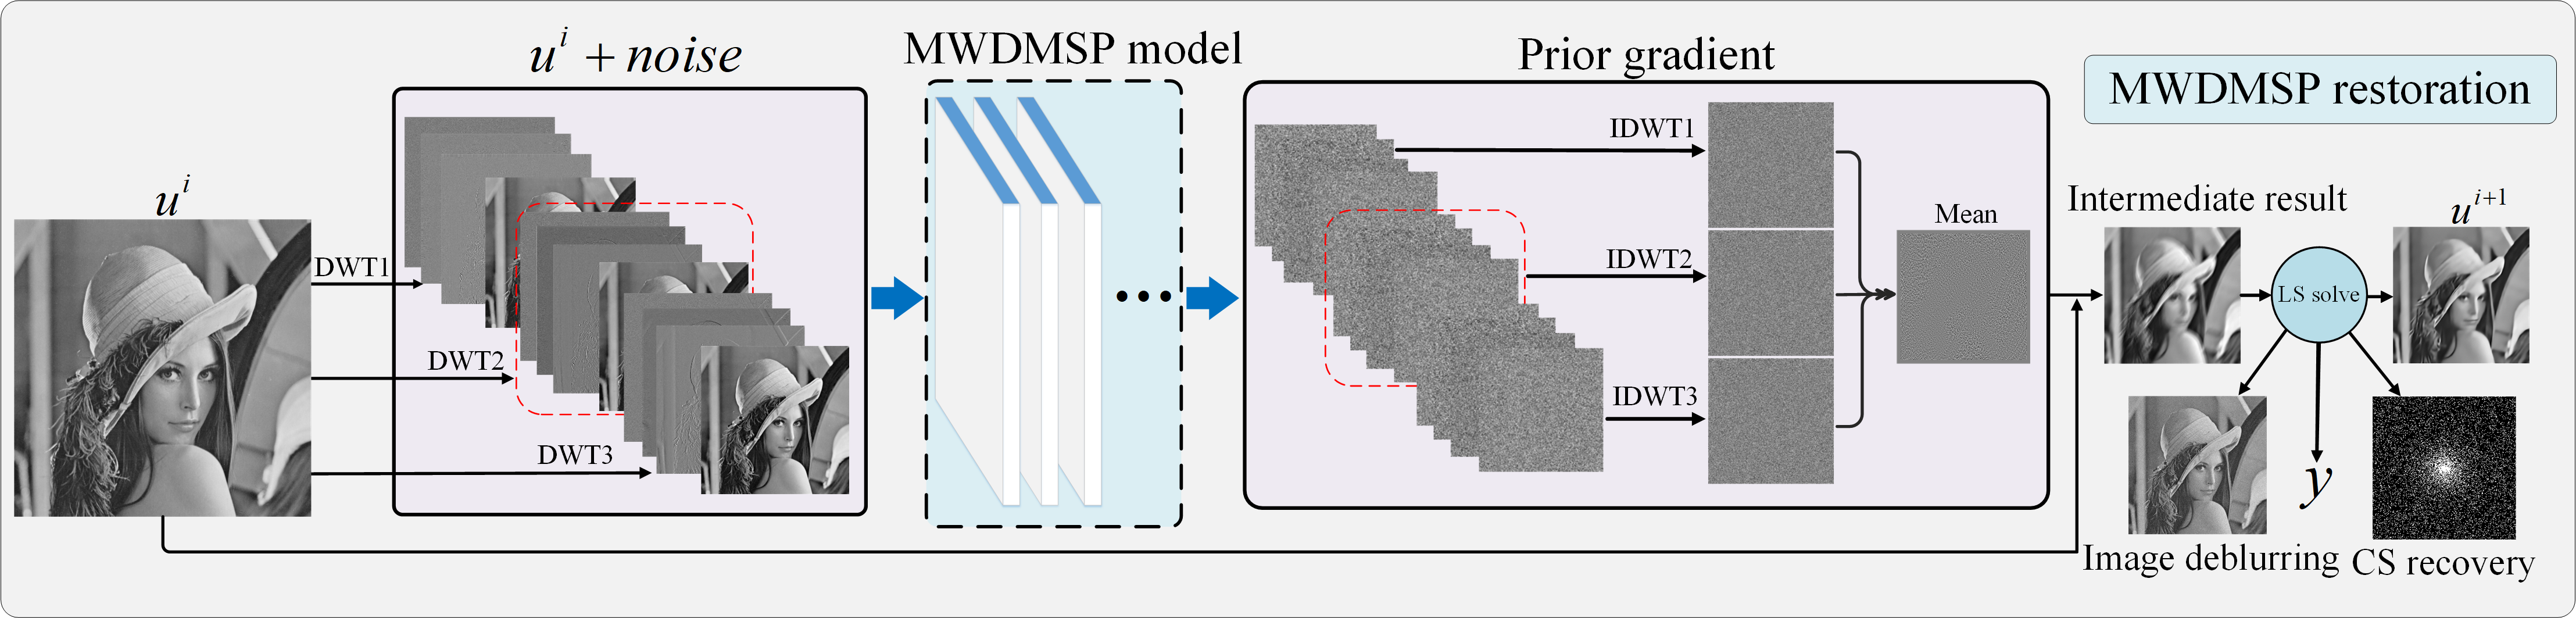 u^i + noise
MWDMSP model
Prior gradient
MWDMSP restoration
u^i
DWT1
DWT2
DWT3
IDWT1
IDWT2
IDWT3
Mean
Intermediate result
u^{i+1}
LS solve
y
Image deblurring
CS recovery